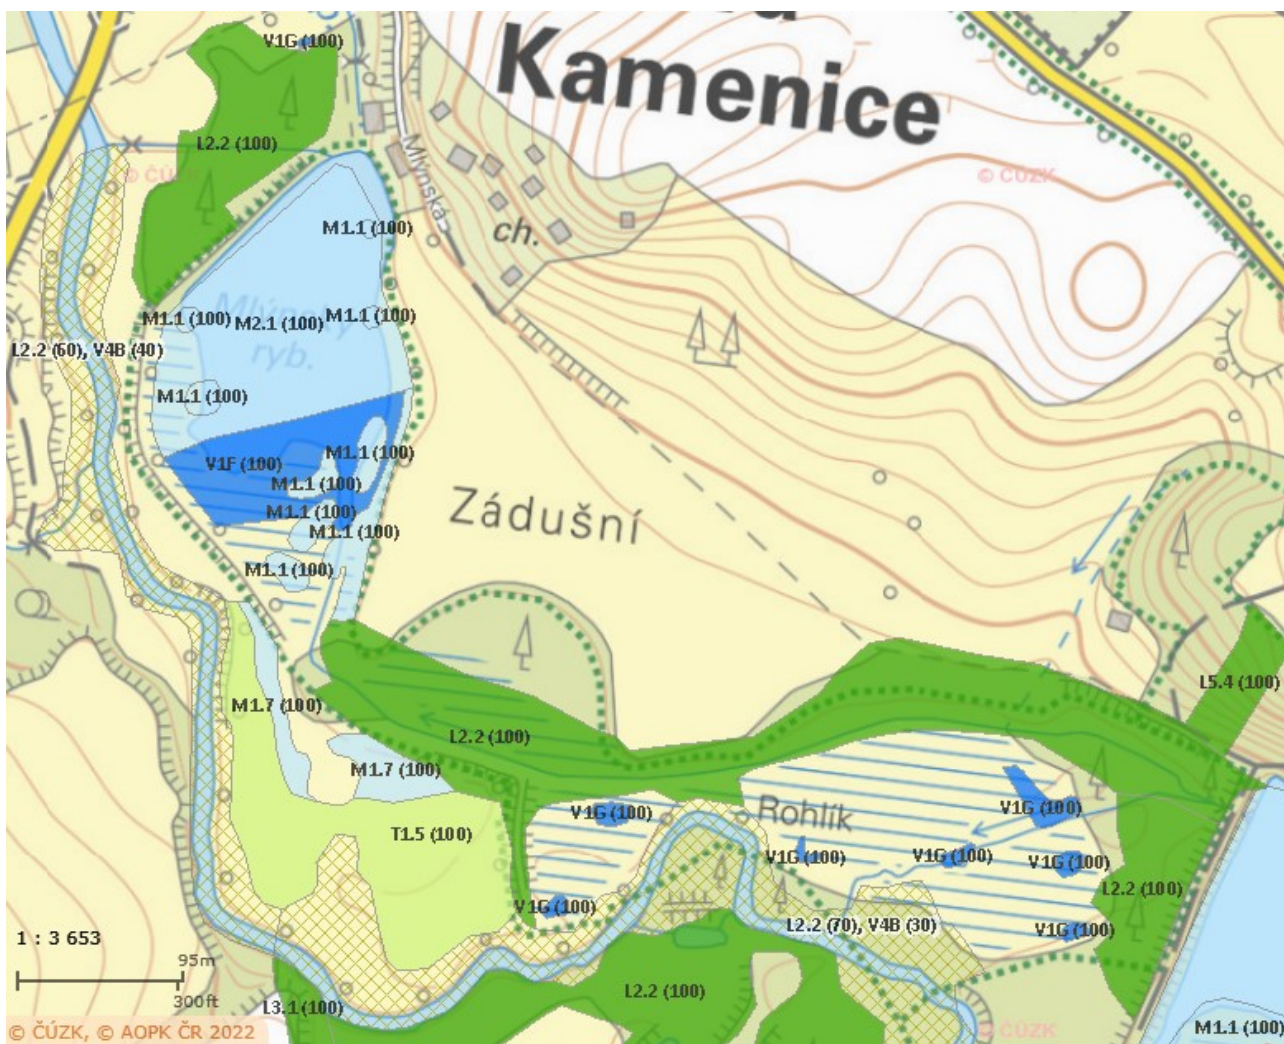 Kamenice
V1G (100)
L2.2 (100)
© ČÚZK
© ČÚZK
Mlýnská
ch.
M1.1 (100)
Mlýnský
ryb.
M1.1 (100)
M2.1 (100)
M1.1 (100)
L2.2 (60), V4B (40)
M1.1 (100)
V1F (100)
M1.1 (100)
M1.1 (100)
M1.1 (100)
M1.1 (100)
M1.1 (100)
Zádušní
L5.4 (100)
M1.7 (100)
L2.2 (100)
M1.7 (100)
V1G (100)
Rohlík
V1G (100)
T1.5 (100)
V1G (100)
V1G (100)
V1G (100)
L2.2 (100)
V1G (100)
L2.2 (70), V4B (30)
V1G (100)
1 : 3 653
95m
300ft
L2.2 (100)
L3.1 (100)
M1.1 (100)
© ČÚZK, © AOPK ČR 2022
© ČÚZK